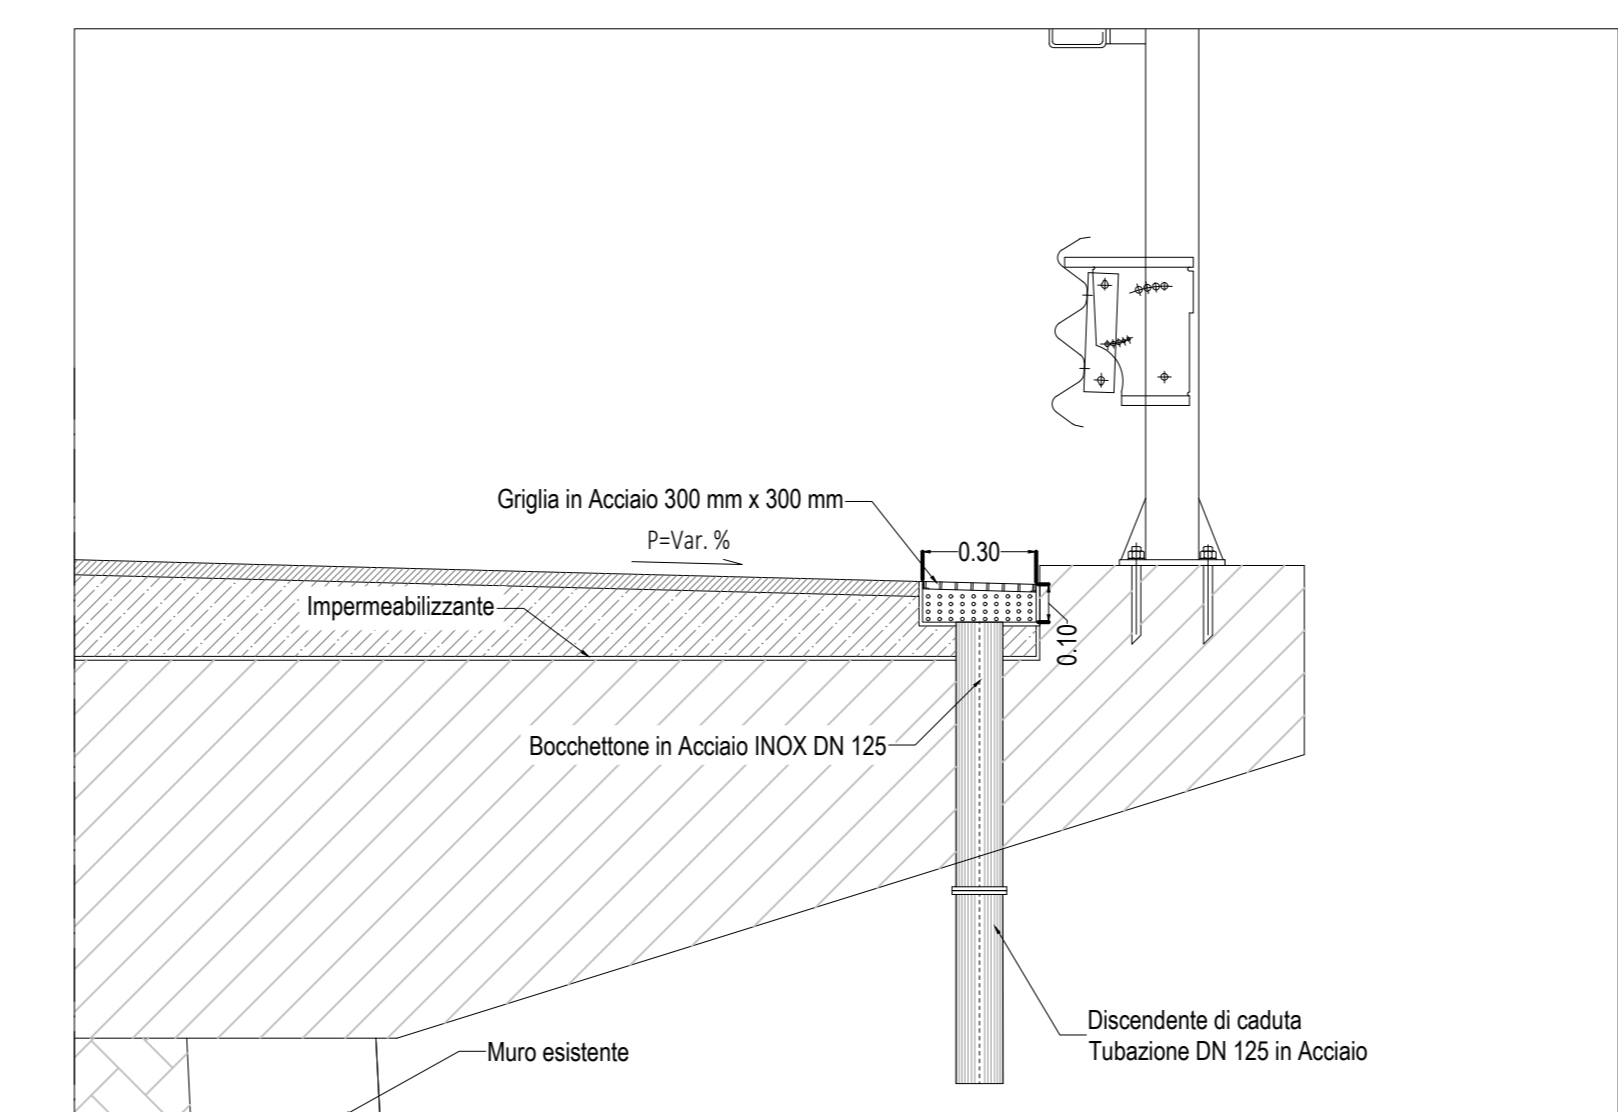 Griglia in Acciaio 300 mm x 300 mm
P=Var. %
0.30
Impermeabilizzante
0.10
Bocchettone in Acciaio INOX DN 125
Discendente di caduta
Tubazione DN 125 in Acciaio
Muro esistente